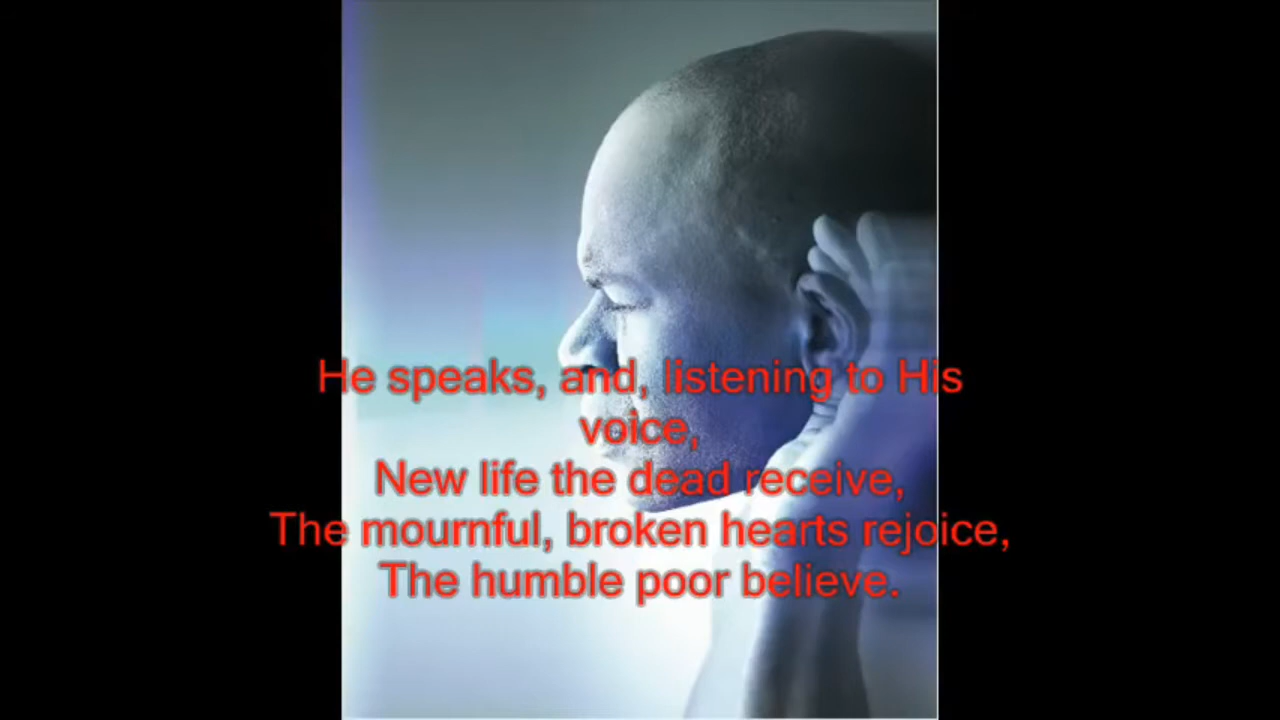 He speaks, and, listening to His
voice,
New life the dead receive,
The mournful, broken hearts rejoice,
The humble poor believe.